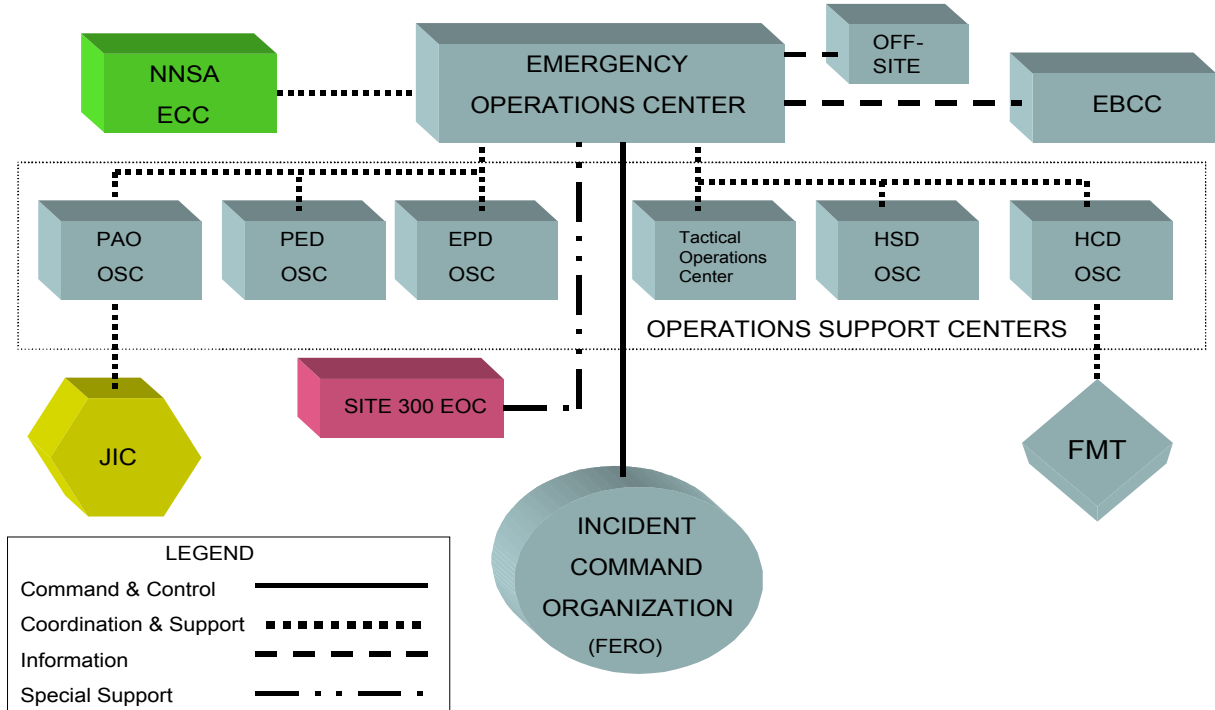 NNSA
ECC
EMERGENCY
OPERATIONS CENTER
OFF-
SITE
EBCC
PAO
OSC
PED
OSC
EPD
OSC
Tactical
Operations
Center
HSD
OSC
HCD
OSC
OPERATIONS SUPPORT CENTERS
SITE 300 EOC
JIC
FMT
INCIDENT
COMMAND
ORGANIZATION
(FERO)
LEGEND
Command & Control
Coordination & Support
Information
Special Support